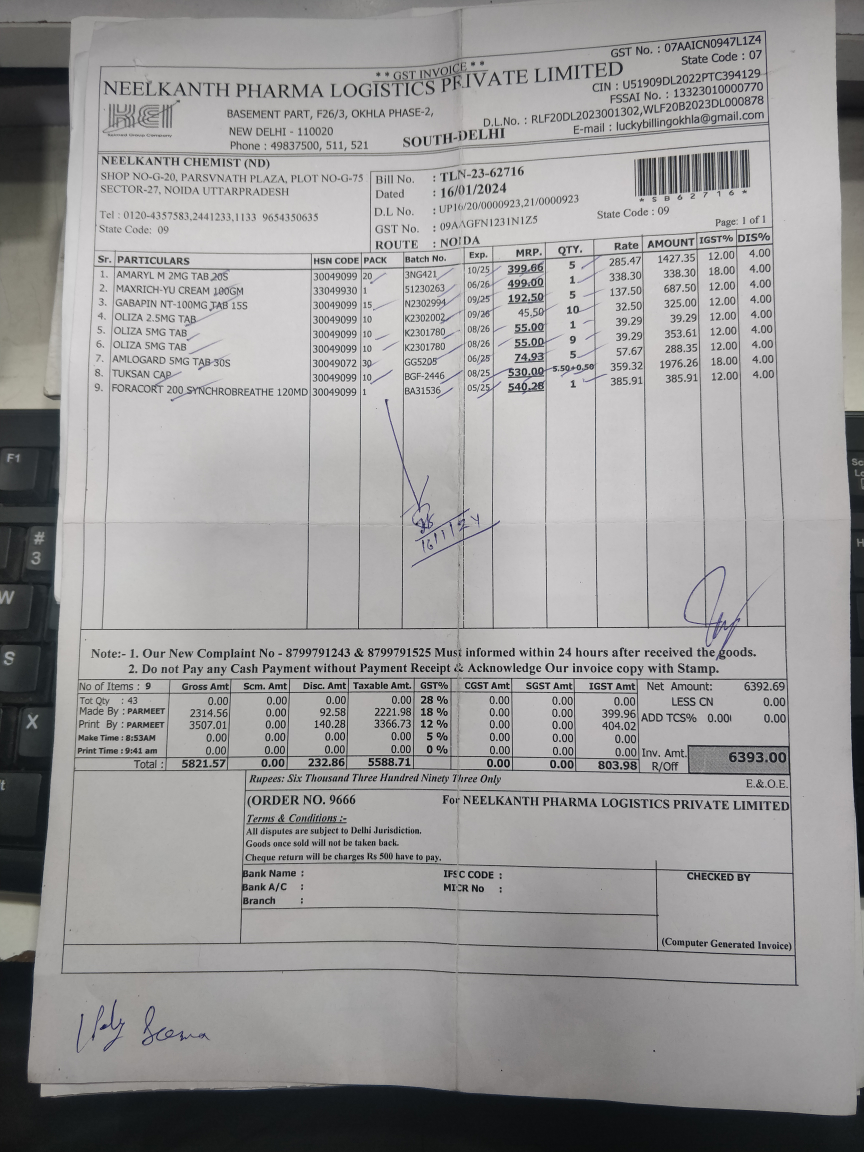 * * GST INVOICE * *
GST No. : 07AAICN0947L1Z4
State Code : 07
NEELKANTH PHARMA LOGISTICS PRIVATE LIMITED
CIN : U51909DL2022PTC394129
FSSAI No. : 13323010000770
KEI
BASEMENT PART, F26/3, OKHLA PHASE-2,
D.L.No. : RLF20DL2023001302,WLF20B2023DL000878
NEW DELHI - 110020
SOUTH-DELHI
E-mail : luckybillingokhla@gmail.com
Phone : 49837500, 511, 521
NEELKANTH CHEMIST (ND)
SHOP NO-G-20, PARSVNATH PLAZA, PLOT NO-G-75
SECTOR-27, NOIDA UTTARPRADESH
Tel : 0120-4357583,2441233,1133 9654350635
State Code: 09
Bill No. : TLN-23-62716
Dated : 16/01/2024
D.L No. : UP16/20/0000923,21/0000923
GST No. : 09AAGFN1231N1Z5
State Code : 09
ROUTE : NOIDA
* S B 6 2 7 1 6 *
Page: 1 of 1
Sr. PARTICULARS HSN CODE PACK Batch No. Exp. MRP. QTY. Rate AMOUNT IGST% DIS%
1. AMARYL M 2MG TAB 20S 30049099 20 3NG421 10/25 399.66 5 285.47 1427.35 12.00 4.00
2. MAXRICH-YU CREAM 100GM 33049930 1 51230263 06/26 499.00 1 338.30 338.30 18.00 4.00
3. GABAPIN NT-100MG TAB 15S 30049099 15 N2302994 09/25 192.50 5 137.50 687.50 12.00 4.00
4. OLIZA 2.5MG TAB 30049099 10 K2302002 09/26 45.50 10 32.50 325.00 12.00 4.00
5. OLIZA 5MG TAB 30049099 10 K2301780 08/26 55.00 1 39.29 39.29 12.00 4.00
6. OLIZA 5MG TAB 30049099 10 K2301780 08/26 55.00 9 39.29 353.61 12.00 4.00
7. AMLOGARD 5MG TAB 30S 30049072 30 GG5205 06/25 74.93 5 57.67 288.35 12.00 4.00
8. TUKSAN CAP 30049099 10 BGF-2446 08/25 530.00 5.50+0.50 359.32 1976.26 18.00 4.00
9. FORACORT 200 SYNCHROBREATHE 120MD 30049099 1 BA31536 05/25 540.28 1 385.91 385.91 12.00 4.00
16/1/24
Note:- 1. Our New Complaint No - 8799791243 & 8799791525 Must informed within 24 hours after received the goods.
2. Do not Pay any Cash Payment without Payment Receipt & Acknowledge Our invoice copy with Stamp.
No of Items : 9 Gross Amt Scm. Amt Disc. Amt Taxable Amt. GST% CGST Amt SGST Amt IGST Amt Net Amount: 6392.69
Tot Qty : 43 0.00 0.00 0.00 0.00 28 % 0.00 0.00 0.00 LESS CN 0.00
Made By : PARMEET 2314.56 0.00 92.58 2221.98 18 % 0.00 0.00 399.96 ADD TCS% 0.00 0.00
Print By : PARMEET 3507.01 0.00 140.28 3366.73 12 % 0.00 0.00 404.02
Make Time : 8:53AM 0.00 0.00 0.00 0.00 5 % 0.00 0.00 0.00
Print Time : 9:41 am 0.00 0.00 0.00 0.00 0 % 0.00 0.00 0.00 Inv. Amt. 6393.00
Total : 5821.57 0.00 232.86 5588.71 0.00 0.00 803.98 R/Off
Rupees: Six Thousand Three Hundred Ninety Three Only
E.&.O.E.
(ORDER NO. 9666
For NEELKANTH PHARMA LOGISTICS PRIVATE LIMITED
Terms & Conditions :-
All disputes are subject to Delhi Jurisdiction.
Goods once sold will not be taken back.
Cheque return will be charges Rs 500 have to pay.
Bank Name : IFSC CODE :
Bank A/C : MICR No :
Branch :
CHECKED BY
(Computer Generated Invoice)